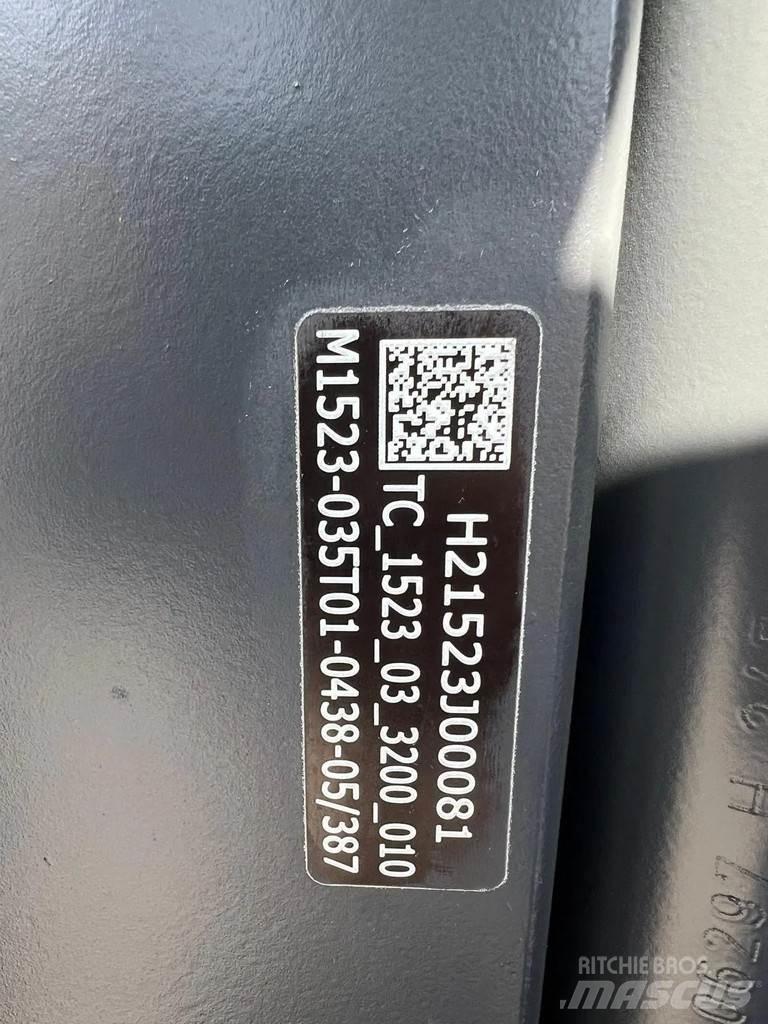 H21523J00081
TC_1523_03_3200_010
M1523-035T01-0438-05/387
RITCHIE BROS.
MASCUS